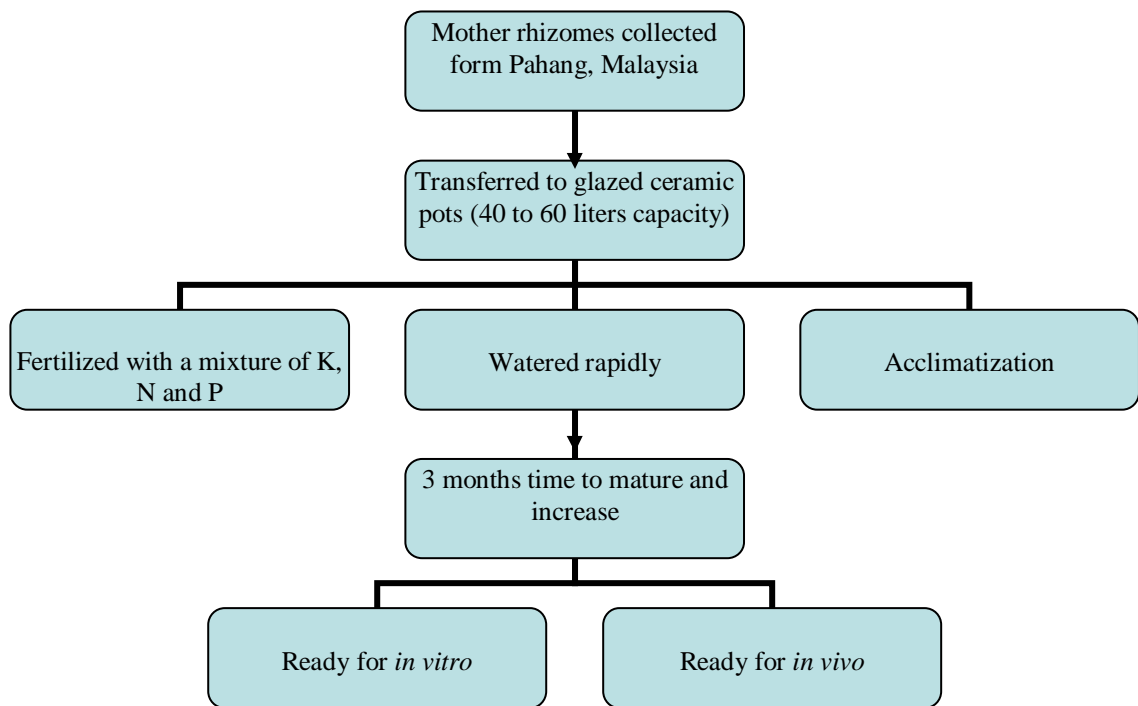 Mother rhizomes collected
form Pahang, Malaysia
Transferred to glazed ceramic
pots (40 to 60 liters capacity)
Fertilized with a mixture of K,
N and P
Watered rapidly
Acclimatization
3 months time to mature and
increase
Ready for in vitro
Ready for in vivo